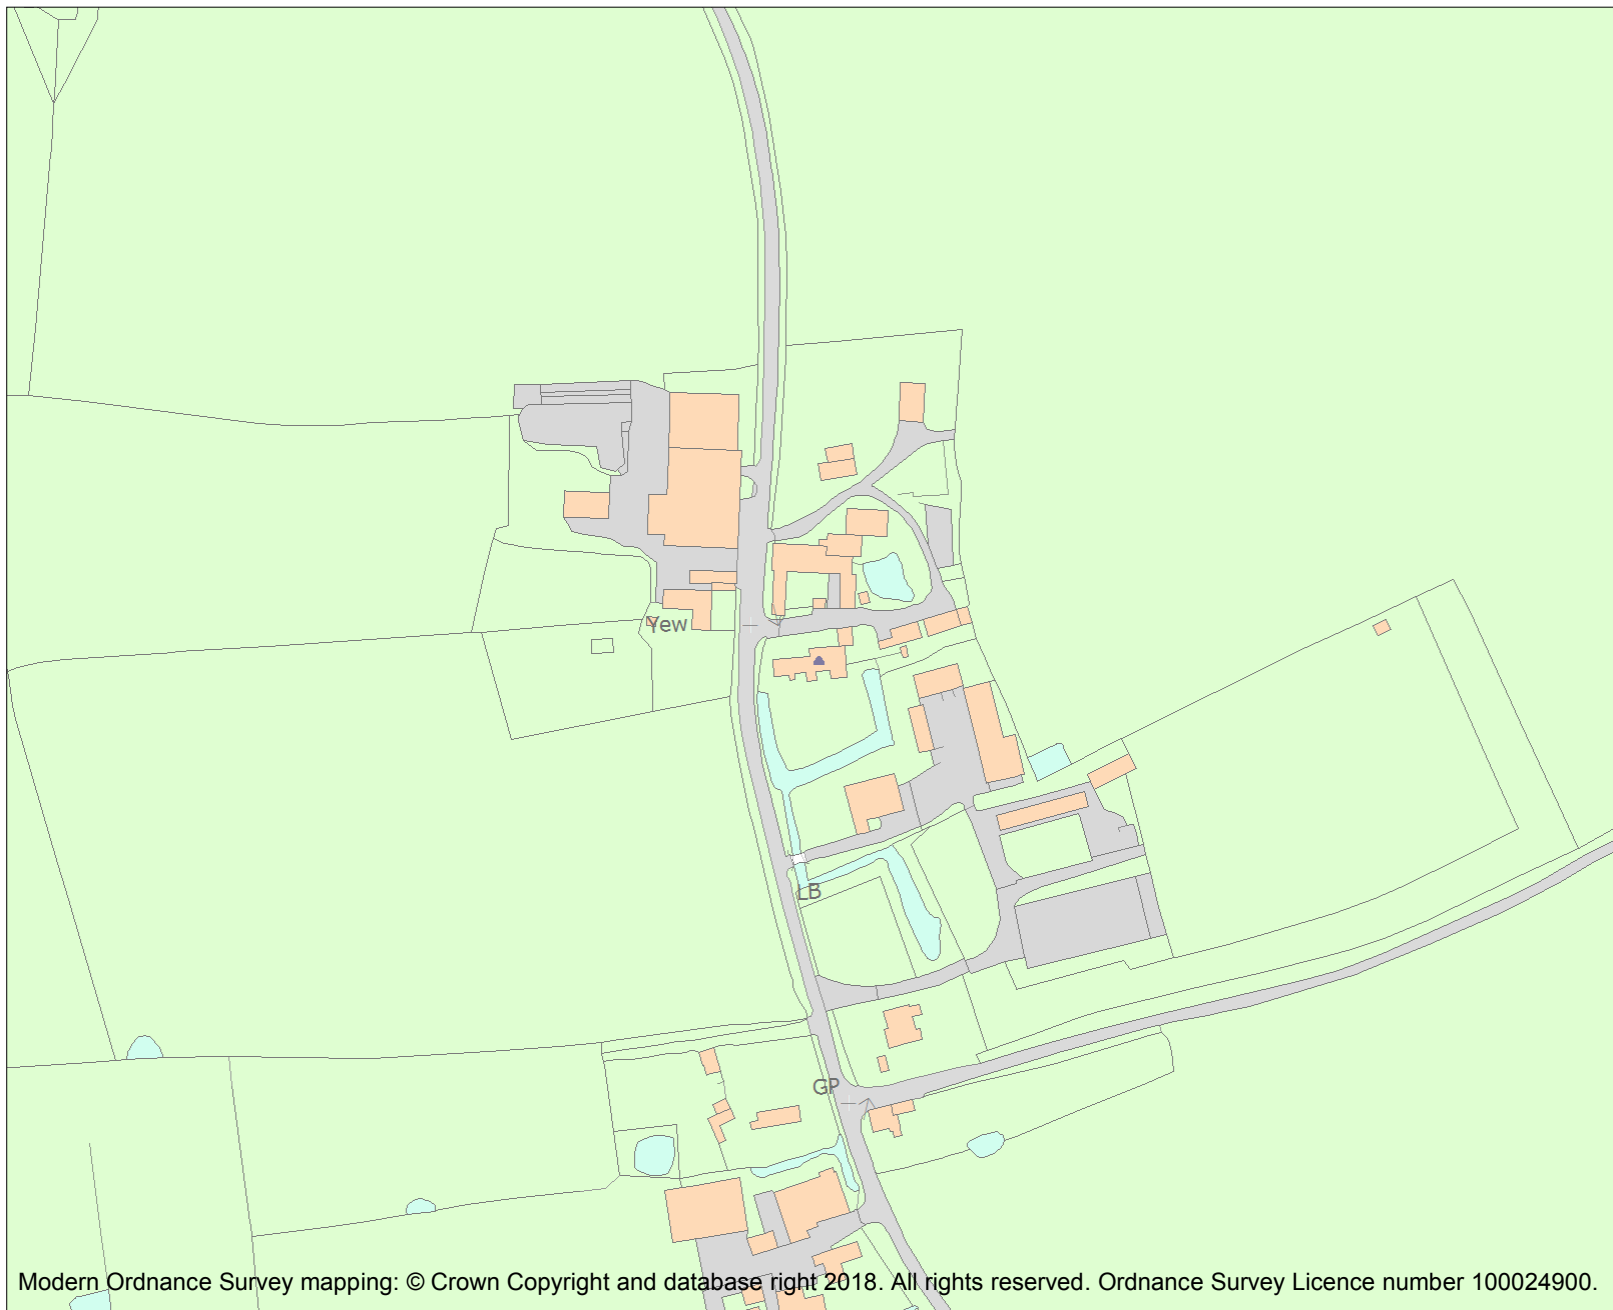 Yew
LB
GP
Modern Ordnance Survey mapping: © Crown Copyright and database right 2018. All rights reserved. Ordnance Survey Licence number 100024900.